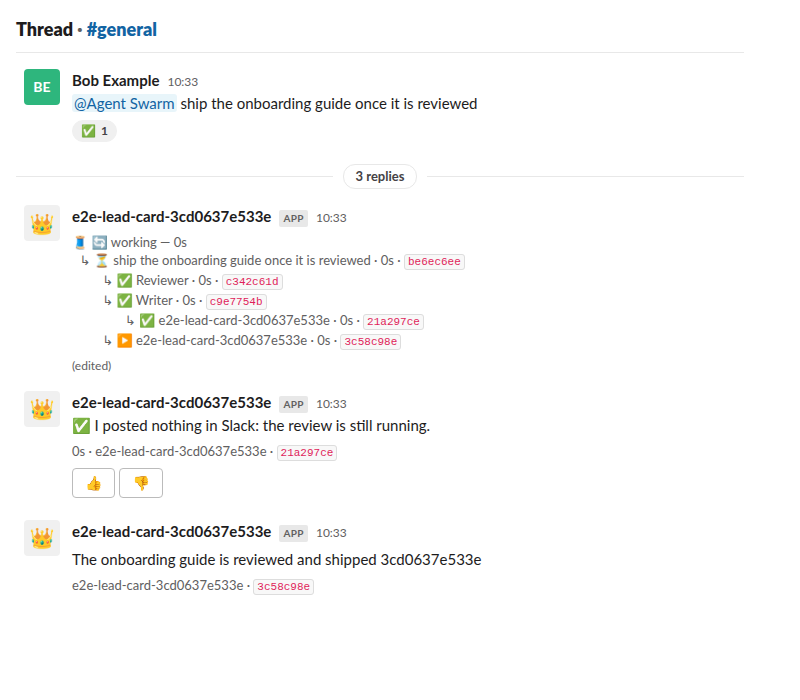 Thread • #general
BE
Bob Example 10:33
@Agent Swarm ship the onboarding guide once it is reviewed
✅ 1
3 replies
e2e-lead-card-3cd0637e533e APP 10:33
🧵 🔄 working — 0s
↳ ⏳ ship the onboarding guide once it is reviewed · 0s · be6ec6ee
↳ ✅ Reviewer · 0s · c342c61d
↳ ✅ Writer · 0s · c9e7754b
↳ ✅ e2e-lead-card-3cd0637e533e · 0s · 21a297ce
↳ ▶️ e2e-lead-card-3cd0637e533e · 0s · 3c58c98e
(edited)
e2e-lead-card-3cd0637e533e APP 10:33
✅ I posted nothing in Slack: the review is still running.
0s · e2e-lead-card-3cd0637e533e · 21a297ce
👍 👎
e2e-lead-card-3cd0637e533e APP 10:33
The onboarding guide is reviewed and shipped 3cd0637e533e
e2e-lead-card-3cd0637e533e · 3c58c98e